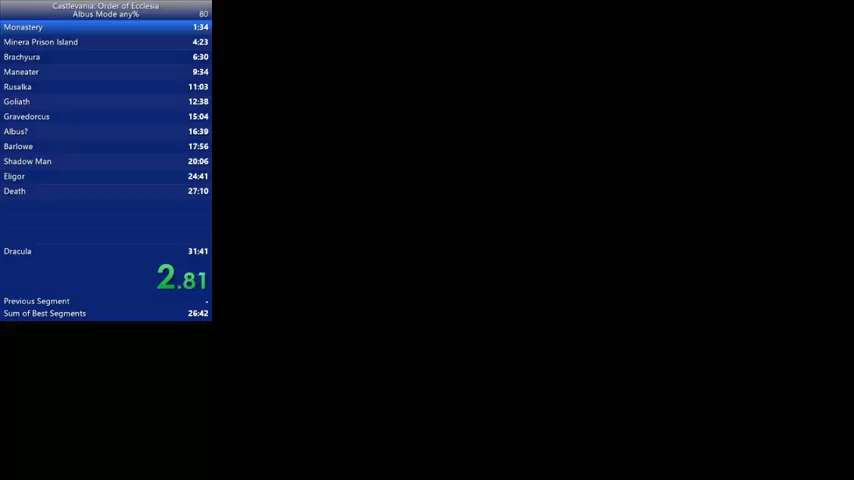 Castlevania: Order of Ecclesia
Albus Mode any% 60
Monastery 1:34
Minera Prison Island 4:23
Brachyura 6:30
Maneater 9:34
Rusalka 11:03
Goliath 12:38
Gravedorcus 15:04
Albus? 16:39
Barlowe 17:56
Shadow Man 20:06
Eligor 24:41
Death 27:10
Dracula 31:41
2.81
Previous Segment -
Sum of Best Segments 26:42